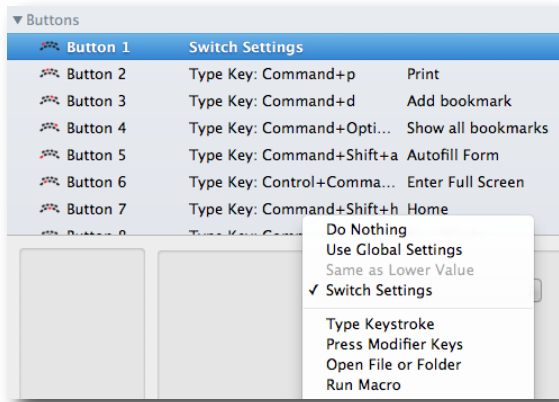 Buttons
Button 1 Switch Settings
Button 2 Type Key: Command+p Print
Button 3 Type Key: Command+d Add bookmark
Button 4 Type Key: Command+Opti... Show all bookmarks
Button 5 Type Key: Command+Shift+a Autofill Form
Button 6 Type Key: Control+Comma... Enter Full Screen
Button 7 Type Key: Command+Shift+h Home
Do Nothing
Use Global Settings
Same as Lower Value
✓ Switch Settings
Type Keystroke
Press Modifier Keys
Open File or Folder
Run Macro